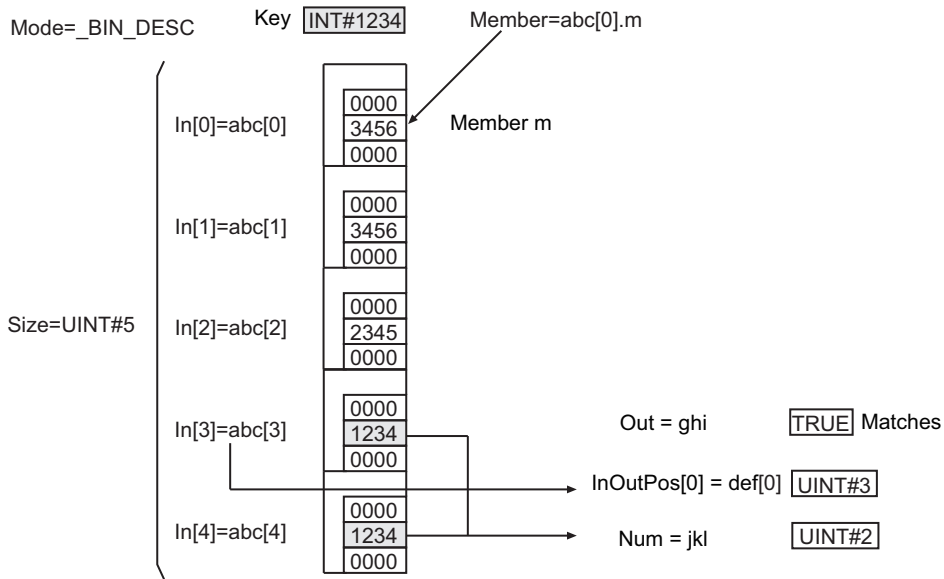 Mode=_BIN_DESC
Key INT#1234
Member=abc[0].m
Size=UINT#5
In[0]=abc[0]
0000
3456
0000
Member m
In[1]=abc[1]
0000
3456
0000
In[2]=abc[2]
0000
2345
0000
In[3]=abc[3]
0000
1234
0000
In[4]=abc[4]
0000
1234
0000
Out = ghi TRUE Matches
InOutPos[0] = def[0] UINT#3
Num = jkl UINT#2